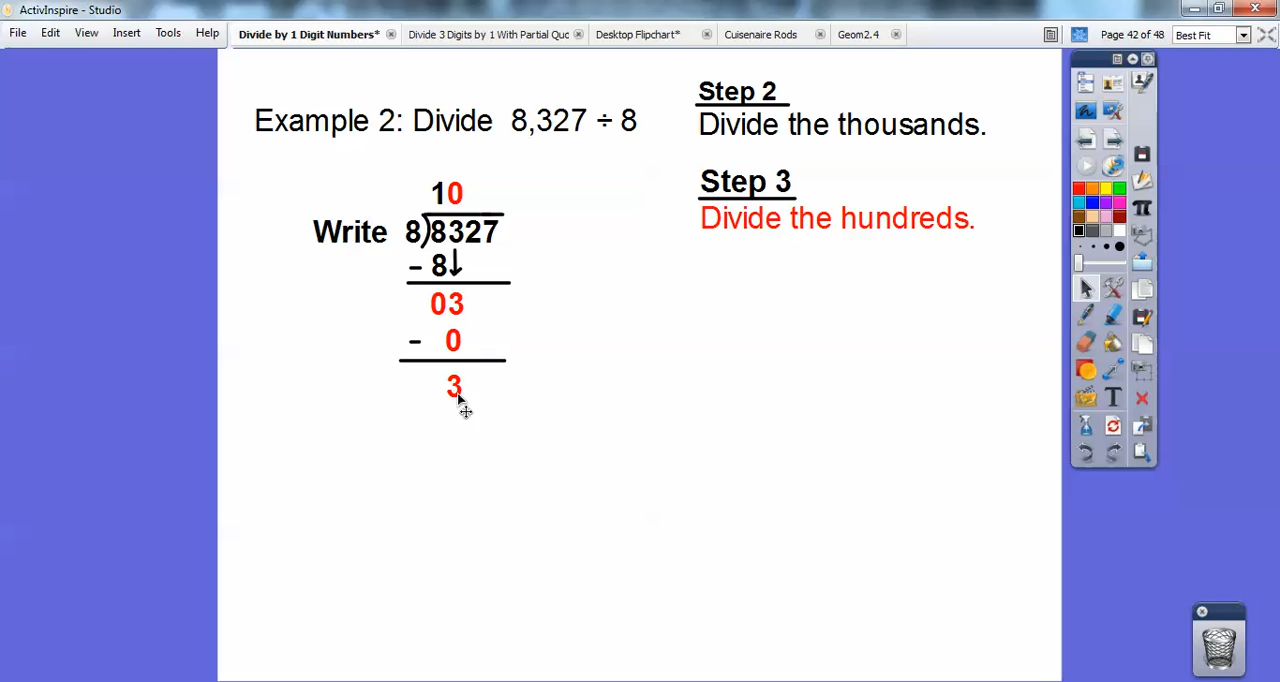 ActivInspire - Studio
File Edit View Insert Tools Help
Divide by 1 Digit Numbers* Divide 3 Digits by 1 With Partial Quc Desktop Flipchart* Cuisenaire Rods Geom2.4
Page 42 of 48 Best Fit
Example 2: Divide 8,327 ÷ 8
Step 2
Divide the thousands.
Step 3
Divide the hundreds.
10
Write 8)8327
- 8↓
03
- 0
3